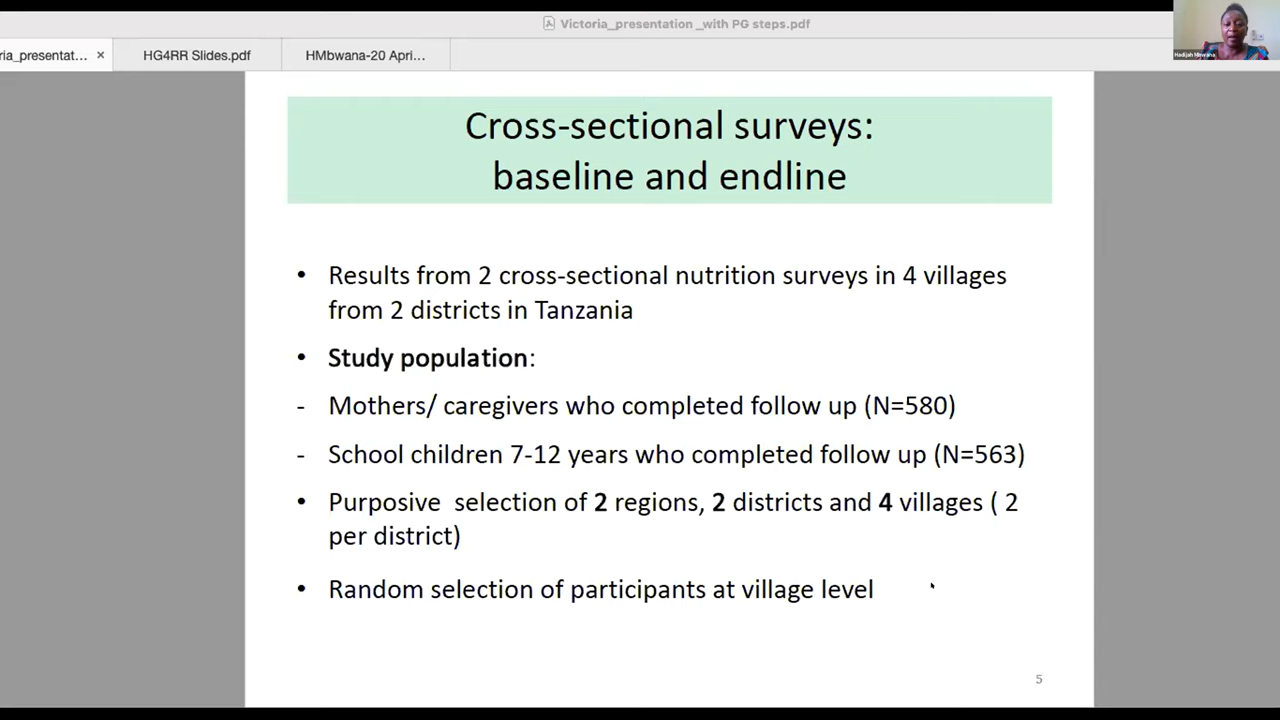 Victoria_presentation _with PG steps.pdf
ria_presentat... ×
HG4RR Slides.pdf
HMbwana-20 Apri...
Hadijah Mbwana
Cross-sectional surveys:
baseline and endline
• Results from 2 cross-sectional nutrition surveys in 4 villages
from 2 districts in Tanzania
• Study population:
- Mothers/ caregivers who completed follow up (N=580)
- School children 7-12 years who completed follow up (N=563)
• Purposive  selection of 2 regions, 2 districts and 4 villages ( 2
per district)
• Random selection of participants at village level
5